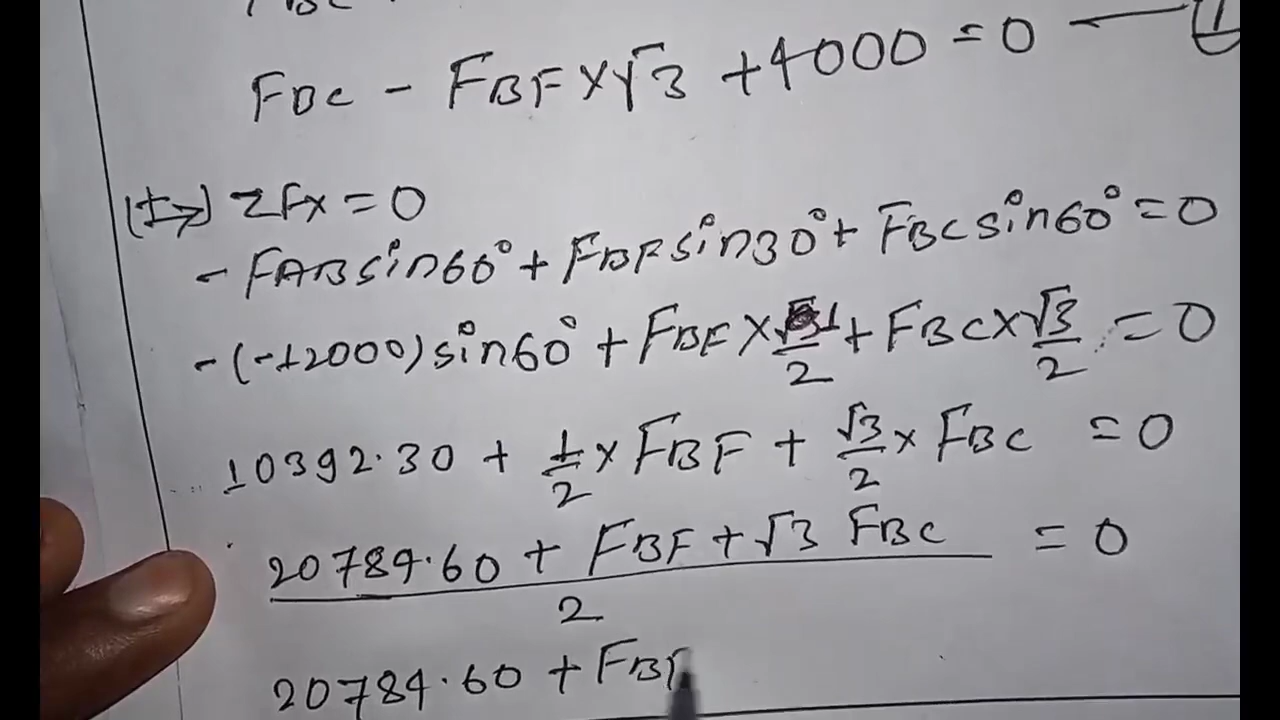 FBC - FBF×√3 + 4000 = 0 ← ①
(+→) ΣFx = 0
- FAB sin60° + FBF sin30° + FBC sin60° = 0
-(-12000) sin60° + FBF × 1/2 + FBC × √3/2 = 0
10392.30 + 1/2 × FBF + √3/2 × FBC = 0
20784.60 + FBF + √3 FBC / 2 = 0
20784.60 + FBF